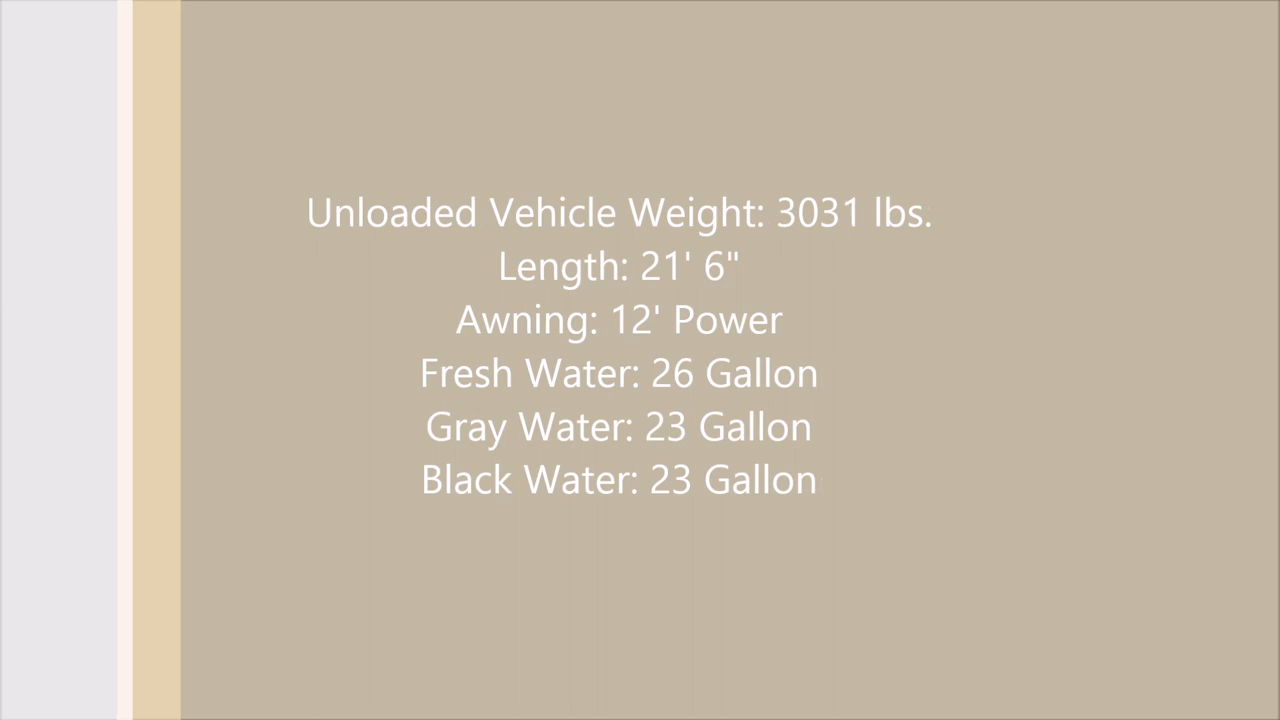 Unloaded Vehicle Weight: 3031 lbs.
Length: 21' 6"
Awning: 12' Power
Fresh Water: 26 Gallon
Gray Water: 23 Gallon
Black Water: 23 Gallon